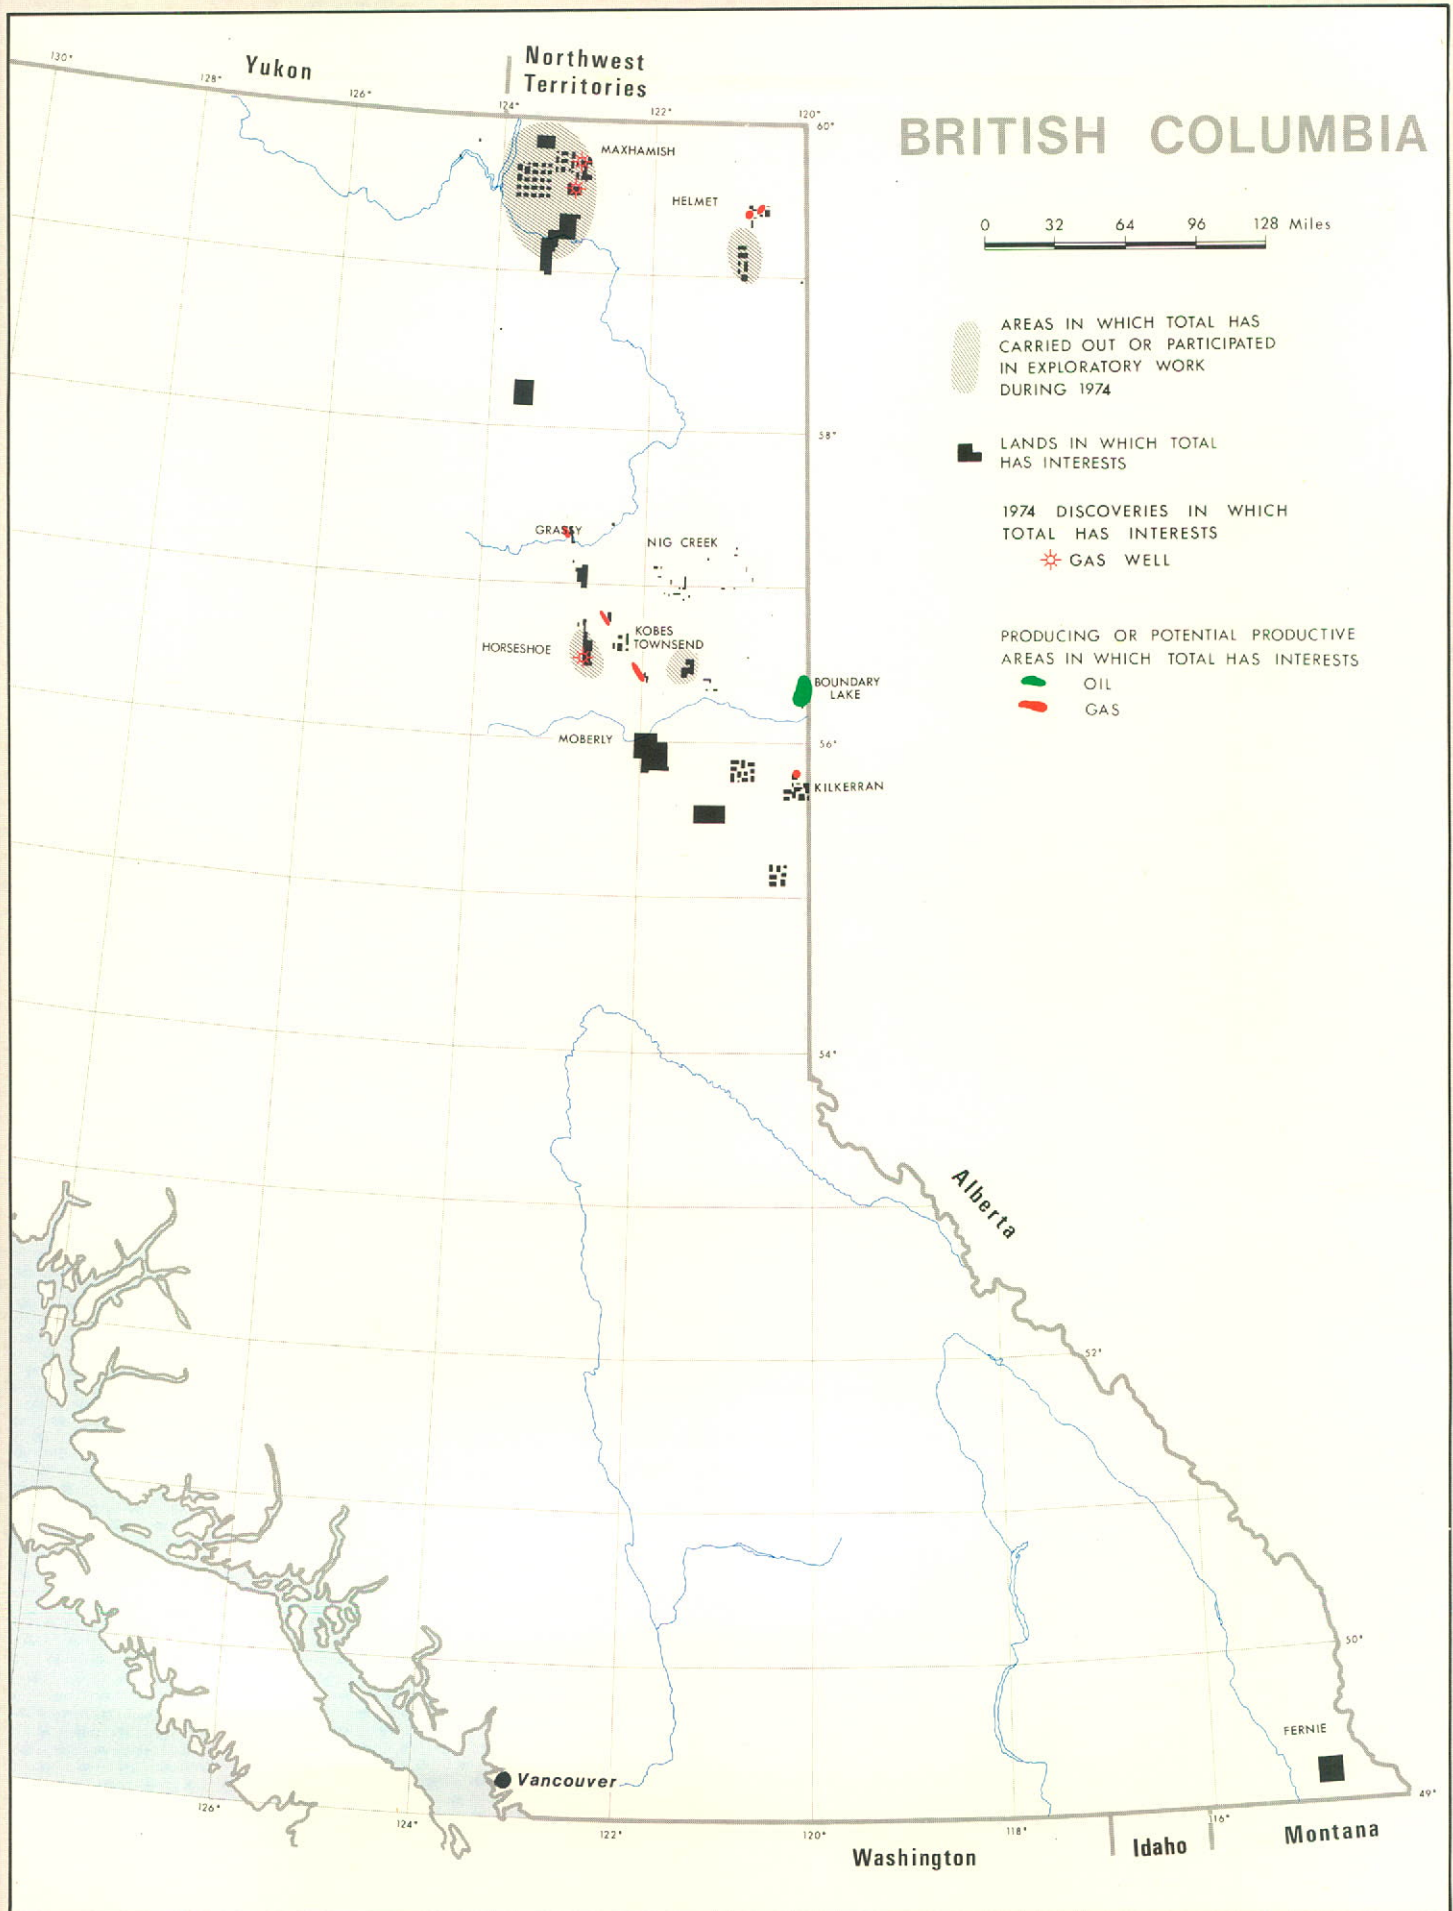 Yukon
Northwest
Territories
130°
128°
126°
124°
122°
120°
60°
BRITISH COLUMBIA
MAXHAMISH
HELMET
0 32 64 96 128 Miles
AREAS IN WHICH TOTAL HAS
CARRIED OUT OR PARTICIPATED
IN EXPLORATORY WORK
DURING 1974
58°
LANDS IN WHICH TOTAL
HAS INTERESTS
1974 DISCOVERIES IN WHICH
TOTAL HAS INTERESTS
GAS WELL
GRASSY
NIG CREEK
HORSESHOE
KOBES
TOWNSEND
PRODUCING OR POTENTIAL PRODUCTIVE
AREAS IN WHICH TOTAL HAS INTERESTS
OIL
GAS
BOUNDARY
LAKE
MOBERLY
56°
KILKERRAN
54°
Alberta
52°
50°
FERNIE
Vancouver
49°
126°
124°
122°
120°
118°
116°
Washington
Idaho
Montana